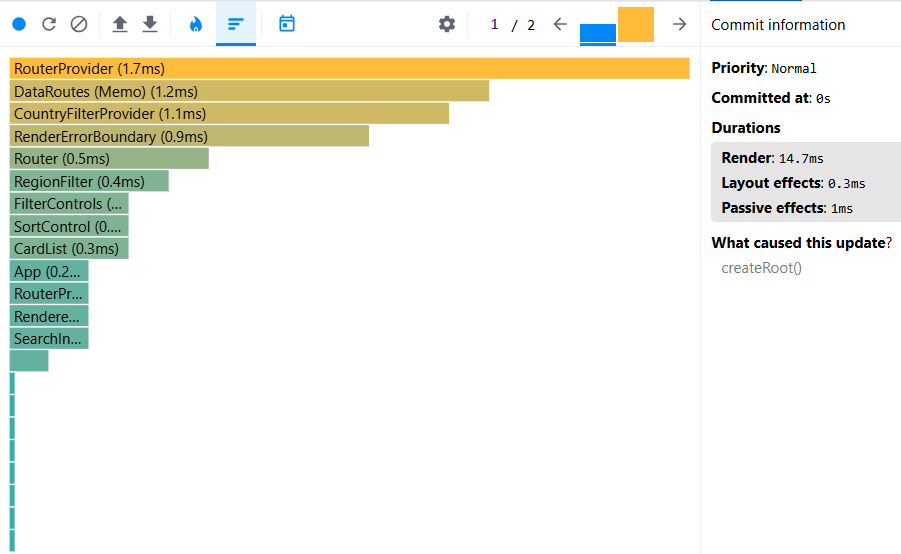 1 / 2
Commit information
RouterProvider (1.7ms)
DataRoutes (Memo) (1.2ms)
CountryFilterProvider (1.1ms)
RenderErrorBoundary (0.9ms)
Router (0.5ms)
RegionFilter (0.4ms)
FilterControls (...
SortControl (0....
CardList (0.3ms)
App (0.2...
RouterPr...
Rendere...
SearchIn...
Priority: Normal
Committed at: 0s
Durations
Render: 14.7ms
Layout effects: 0.3ms
Passive effects: 1ms
What caused this update?
createRoot()